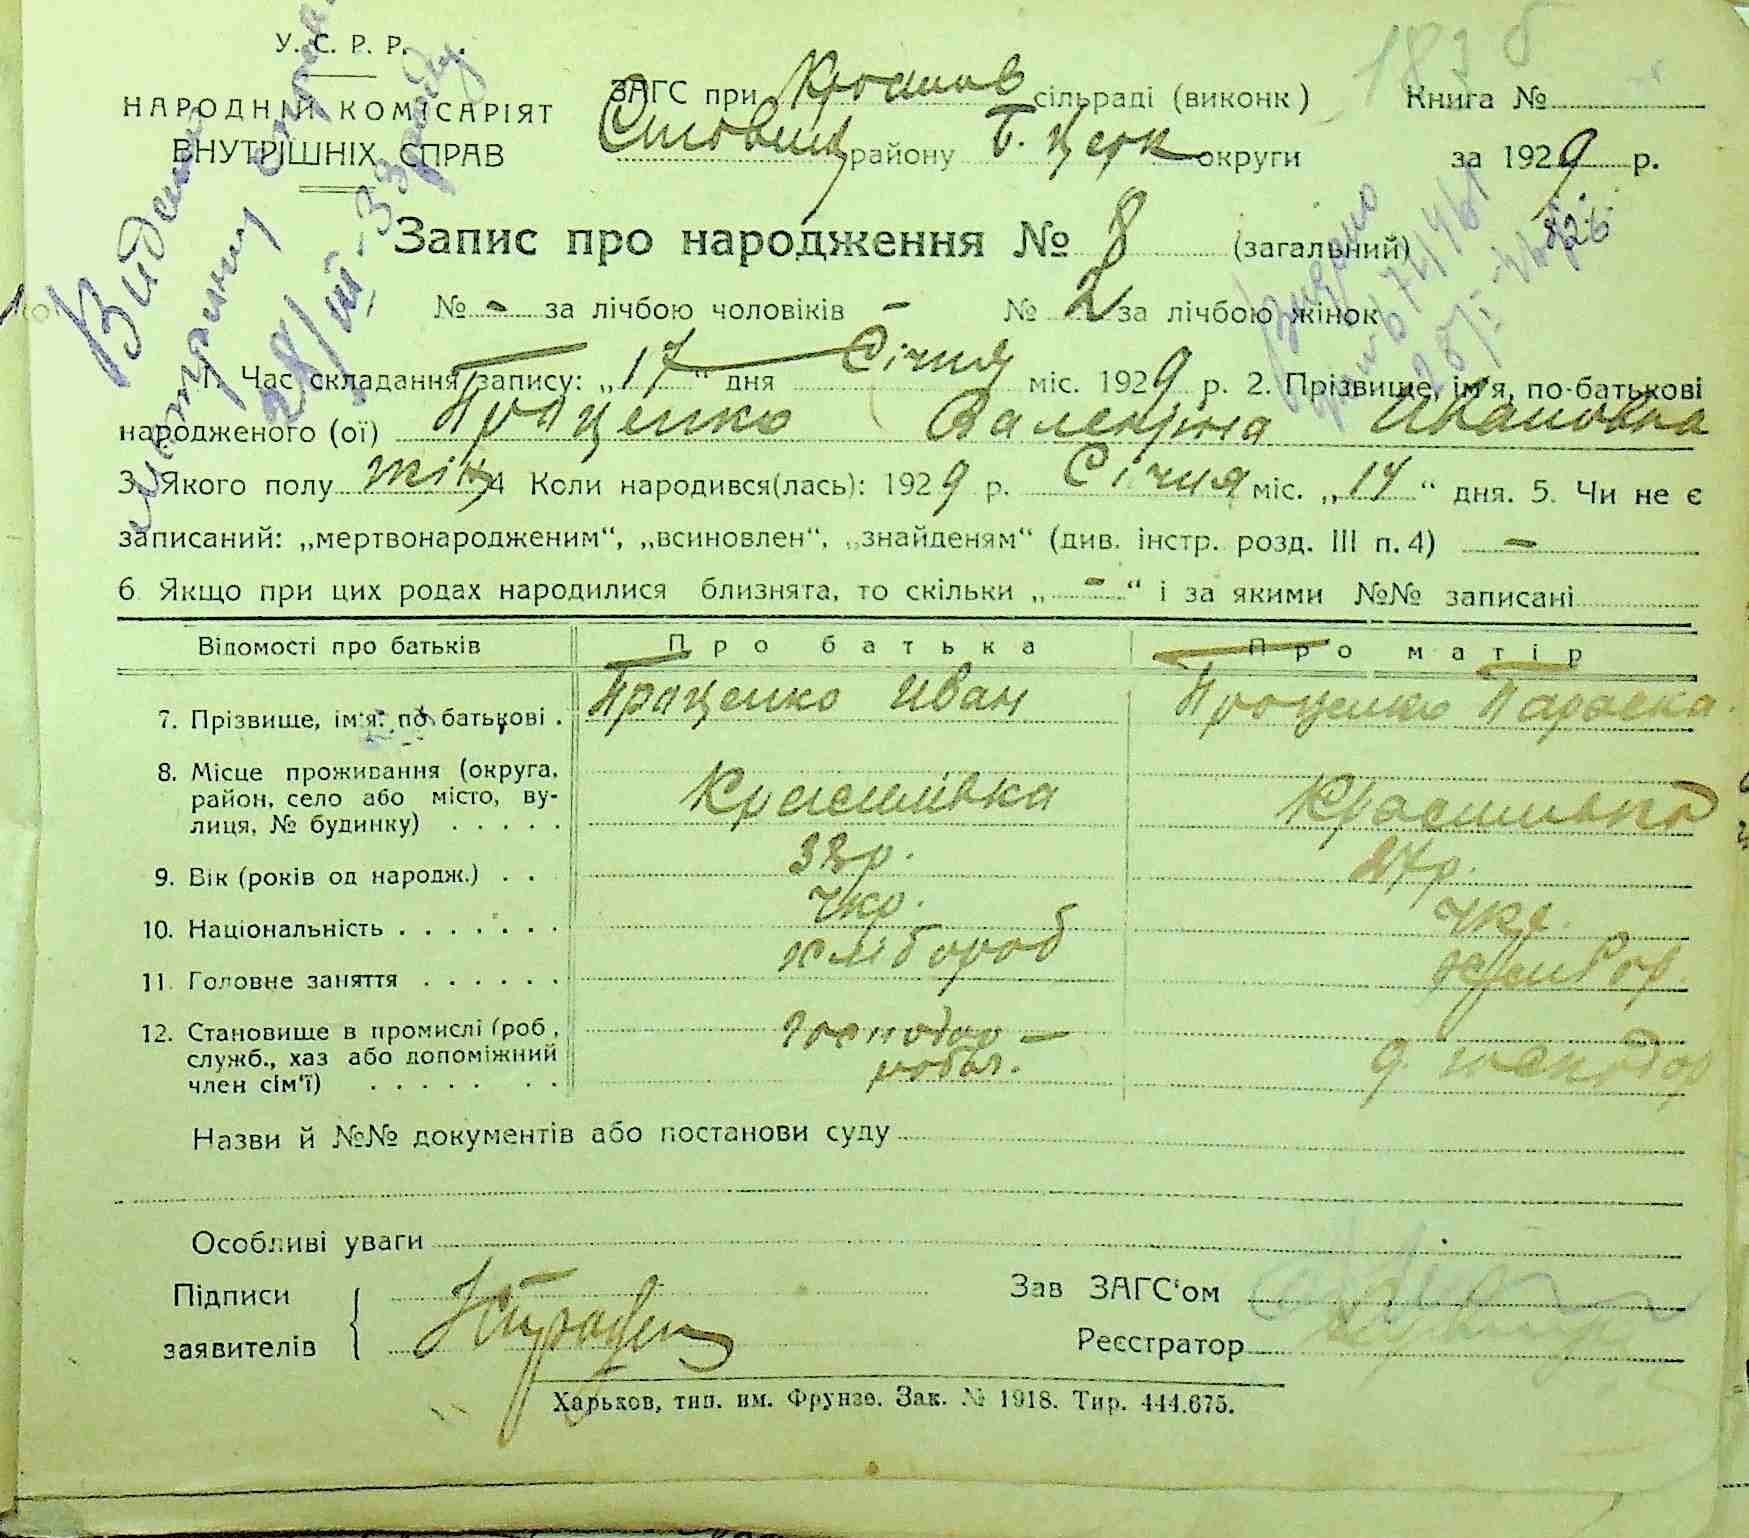 У. С. Р. Р.
НАРОДНІЙ КОМІСАРІЯТ
ВНУТРІШНІХ СПРАВ
ЗАГС при сільраді (виконк)
району Б. Церк округи
Книга №
за 1929 р.
Запис про народження № 8 (загальний)
№ - за лічбою чоловіків - № 2 за лічбою жінок
1. Час складання запису: „17“ дня Січня міс. 1929 р. 2. Прізвище, ім'я, по-батькові
народженого (ої) Проценко Валентина Ивановна
3. Якого полу жін 4 Коли народився(лась): 1929 р. Січня міс. „14“ дня. 5. Чи не є
записаний: „мертвонародженим“, „всиновлен“, „знайденям“ (див. інстр. розд. III п. 4) —
6. Якщо при цих родах народилися близнята, то скільки „-“ і за якими №№ записані
Відомості про батьків Про батька Про матір
7. Прізвище, ім'я, по батькові . Проценко Иван Проценко Параска
8. Місце проживання (округа,
район, село або місто, ву-
лиця, № будинку) . . . . .
9. Вік (років од народж.) . . 27р.
10. Національність . . . . . . . Укр. Укр.
11. Головне заняття . . . . . . хлібороб
12. Становище в промислі (роб.,
служб., хаз або допоміжний
член сім'ї) . . . . . . .
Назви й №№ документів або постанови суду
Особливі уваги
Підписи
заявителів
Зав ЗАГС'ом
Реєстратор
Харьков, тип. им. Фрунзе. Зак. № 1918. Тир. 444.675.